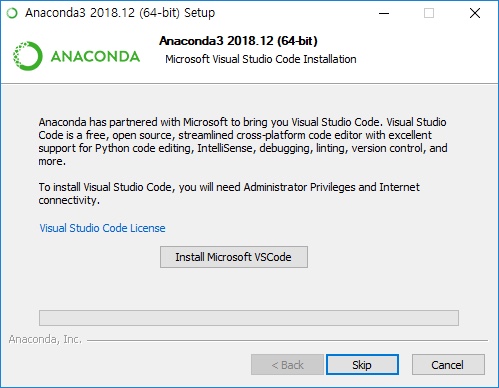 Anaconda3 2018.12 (64-bit) Setup
ANACONDA
Anaconda3 2018.12 (64-bit)
Microsoft Visual Studio Code Installation
Anaconda has partnered with Microsoft to bring you Visual Studio Code. Visual Studio
Code is a free, open source, streamlined cross-platform code editor with excellent
support for Python code editing, IntelliSense, debugging, linting, version control, and
more.
To install Visual Studio Code, you will need Administrator Privileges and Internet
connectivity.
Visual Studio Code License
Install Microsoft VSCode
Anaconda, Inc.
< Back
Skip
Cancel